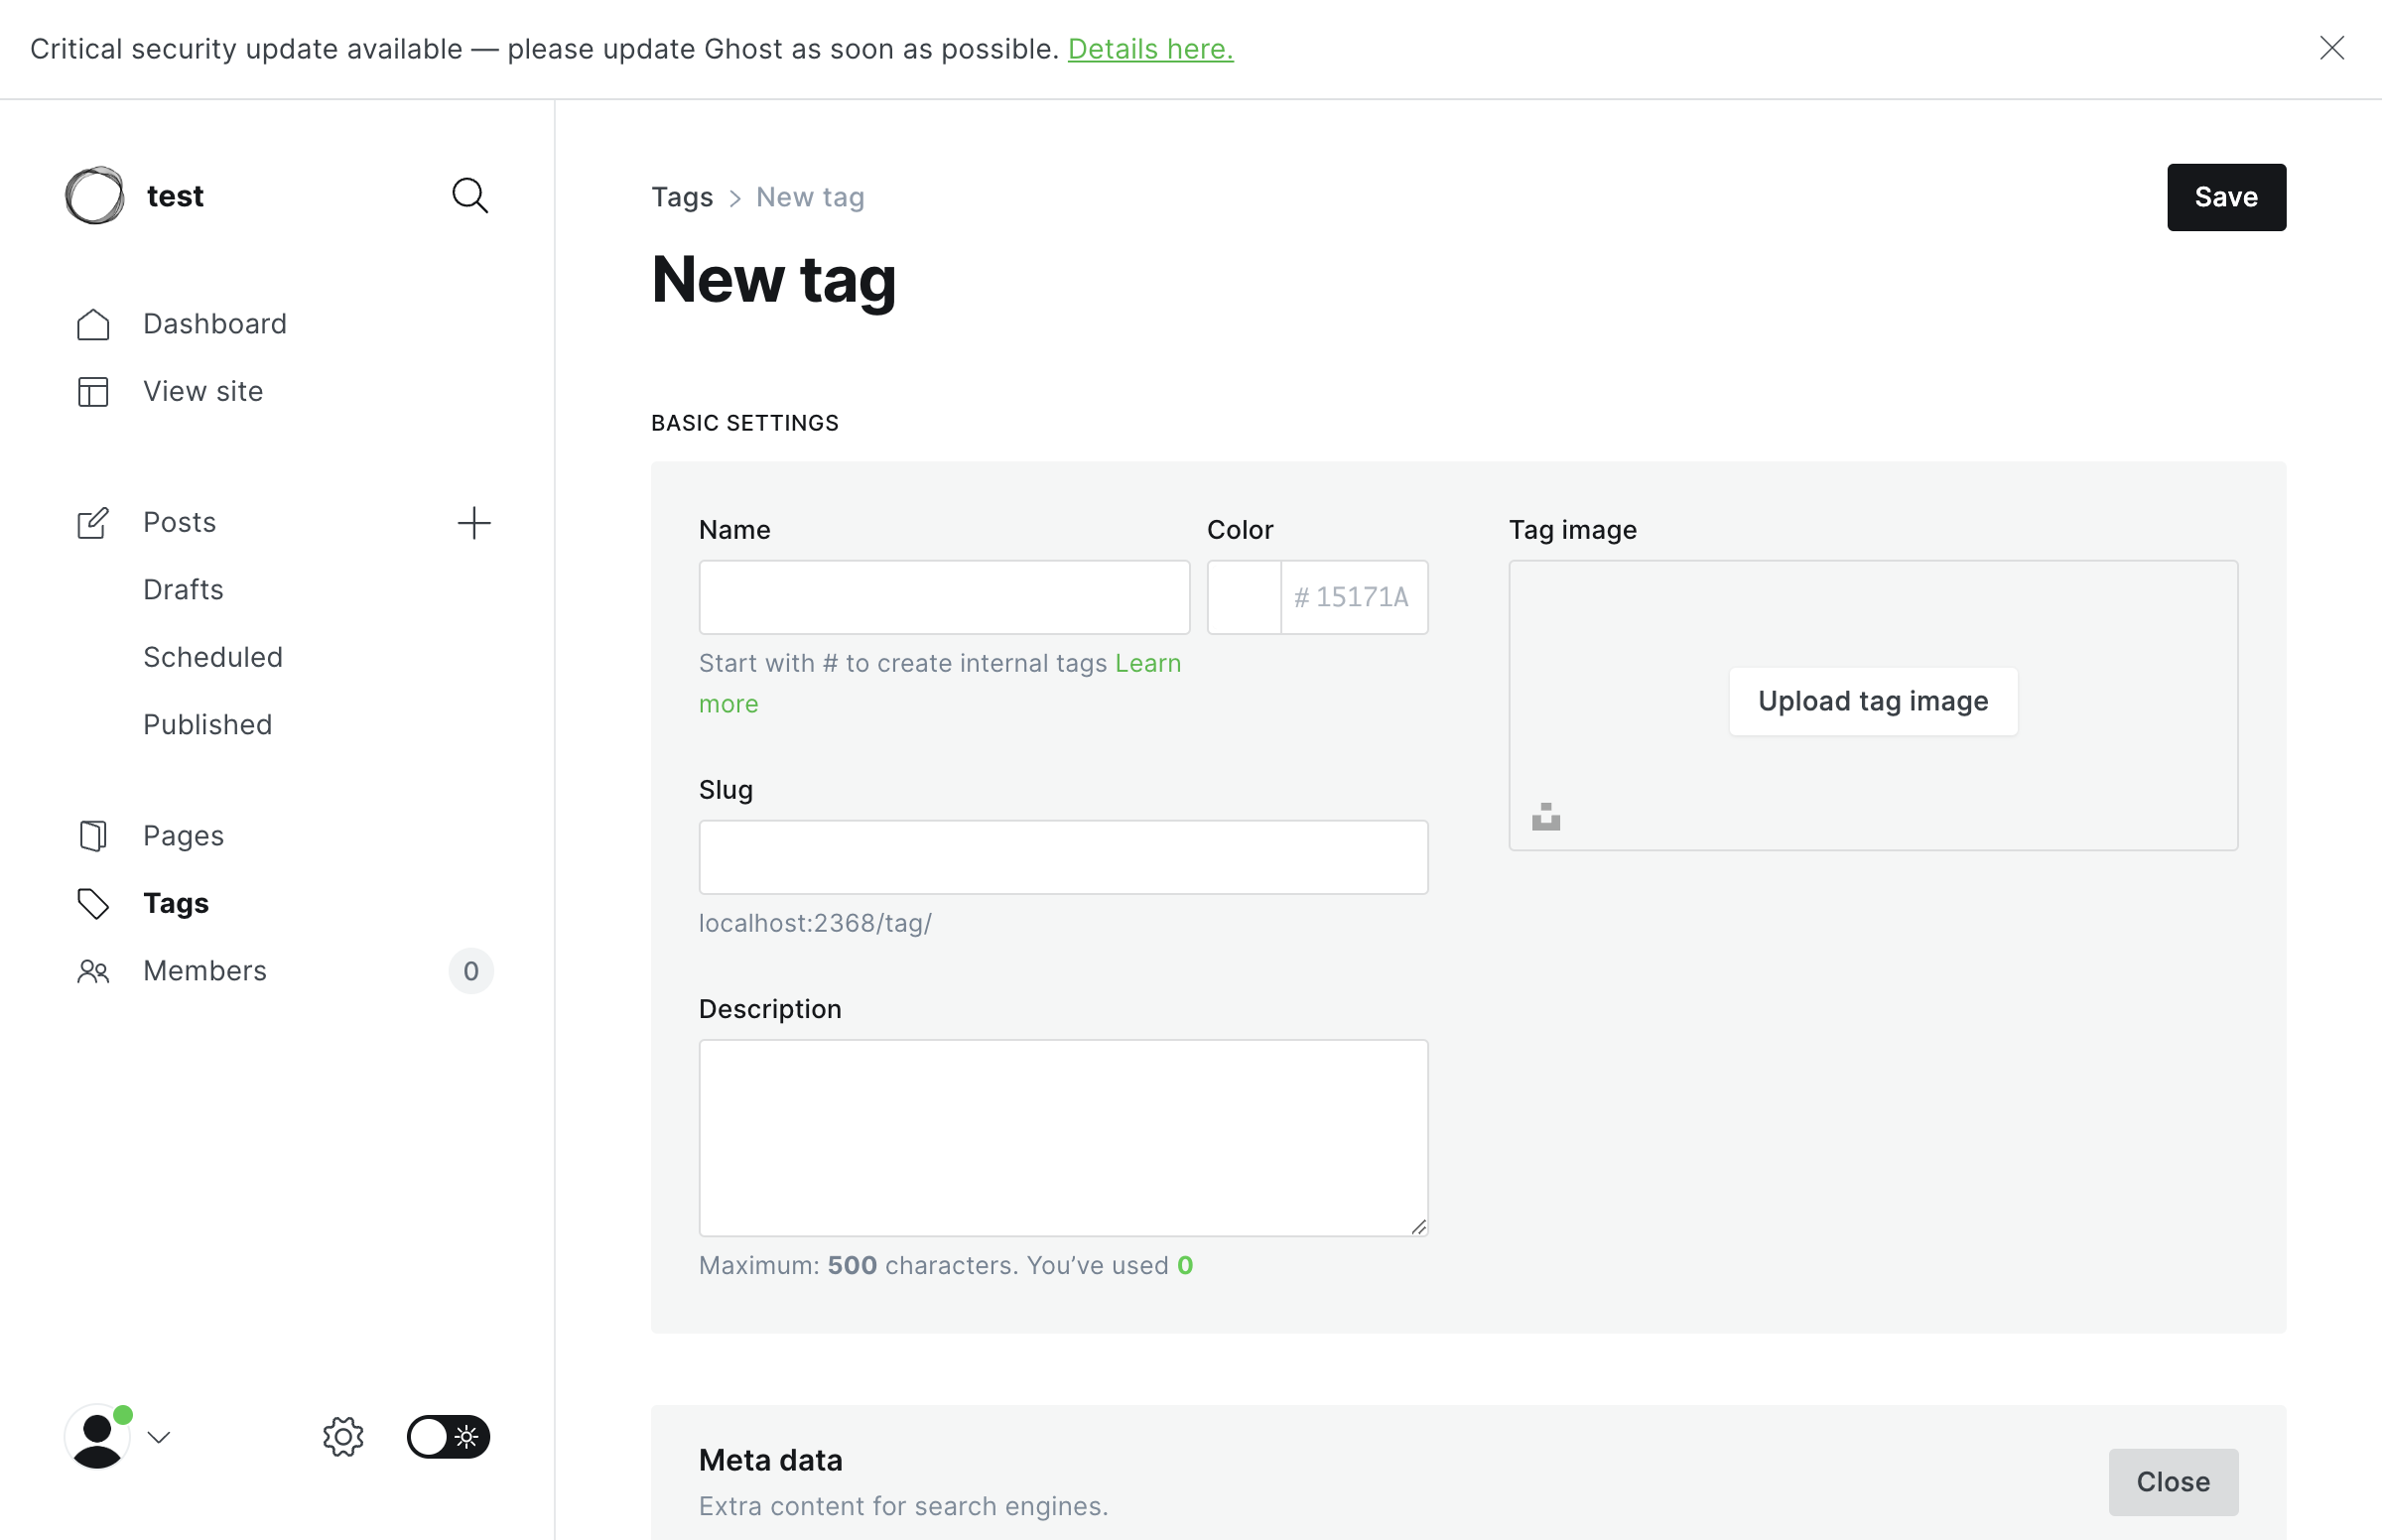 Critical security update available — please update Ghost as soon as possible. Details here.
test
Dashboard
View site
Posts
Drafts
Scheduled
Published
Pages
Tags
Members
0
Tags > New tag
Save
New tag
BASIC SETTINGS
Name
Color
# 15171A
Start with # to create internal tags Learn
more
Slug
localhost:2368/tag/
Description
Maximum: 500 characters. You’ve used 0
Tag image
Upload tag image
Meta data
Extra content for search engines.
Close